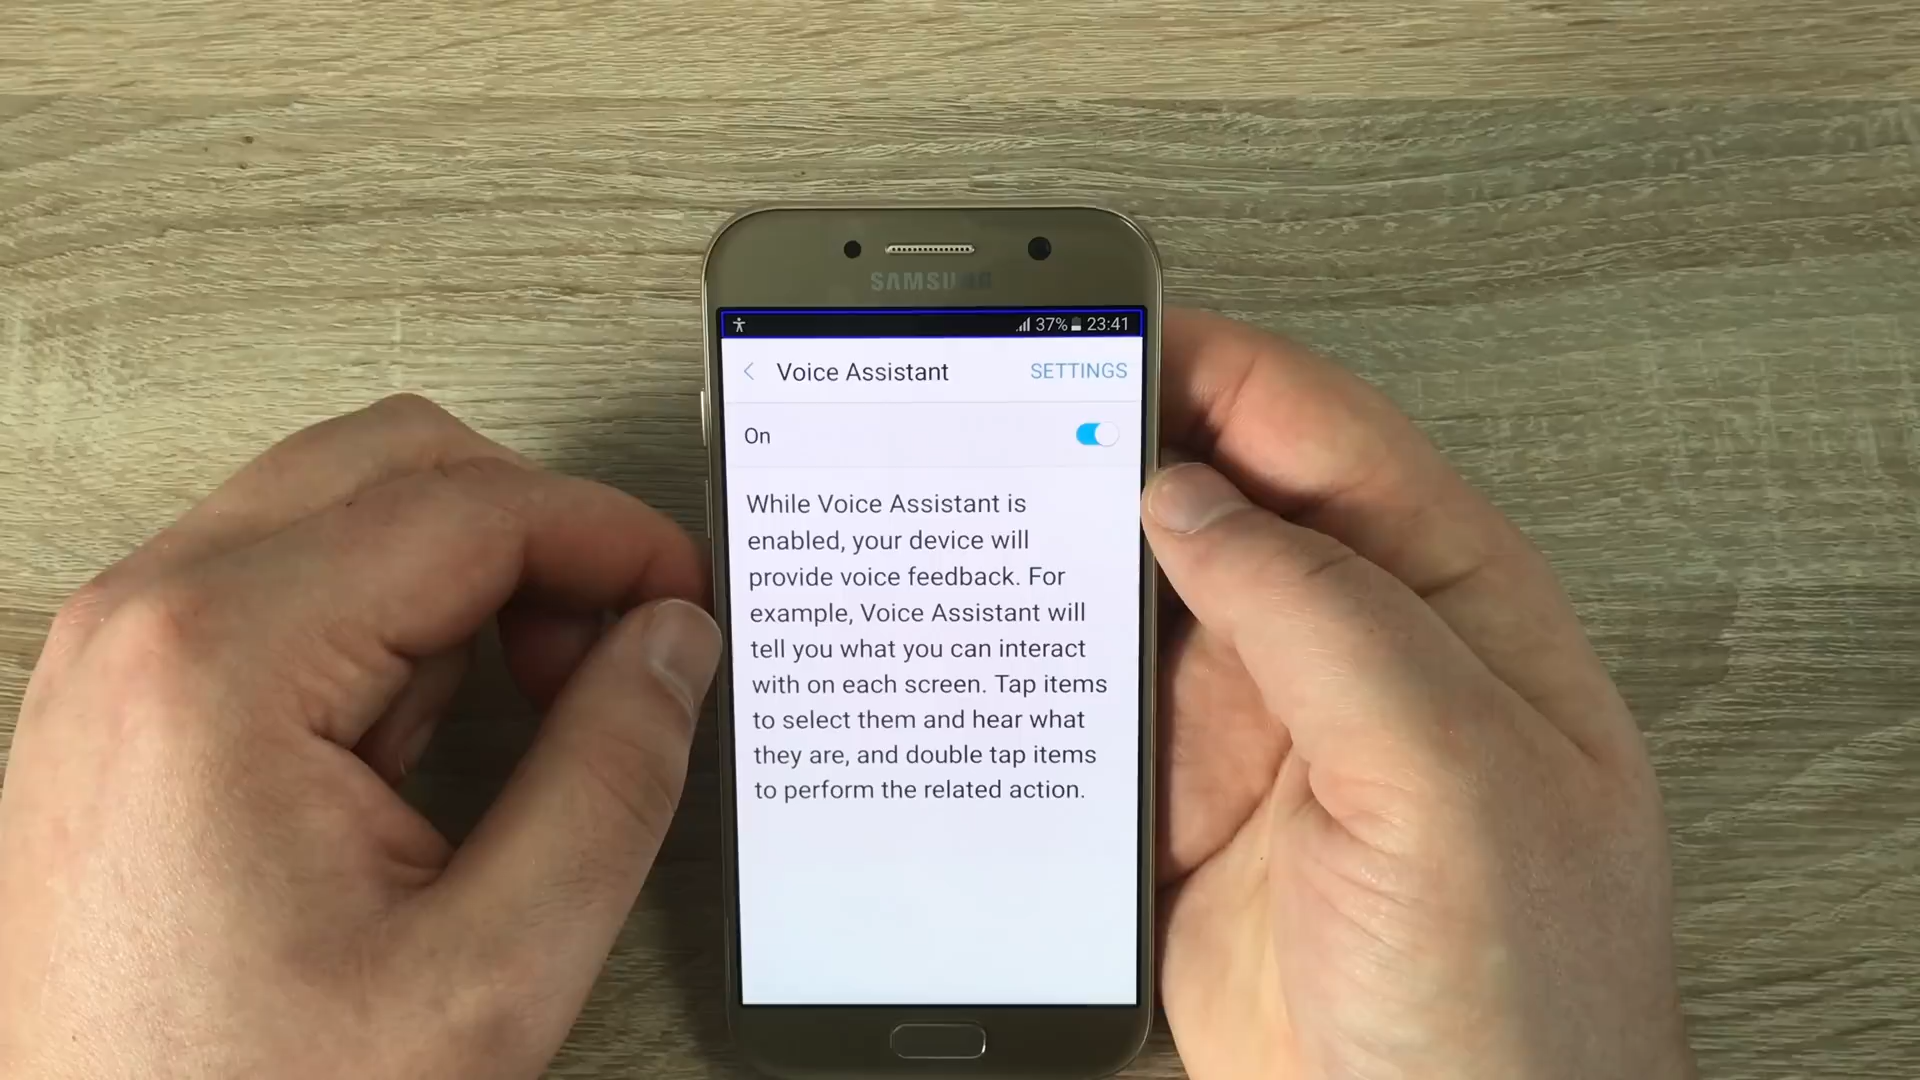 SAMSUNG
37% 23:41
Voice Assistant SETTINGS
On
While Voice Assistant is
enabled, your device will
provide voice feedback. For
example, Voice Assistant will
tell you what you can interact
with on each screen. Tap items
to select them and hear what
they are, and double tap items
to perform the related action.